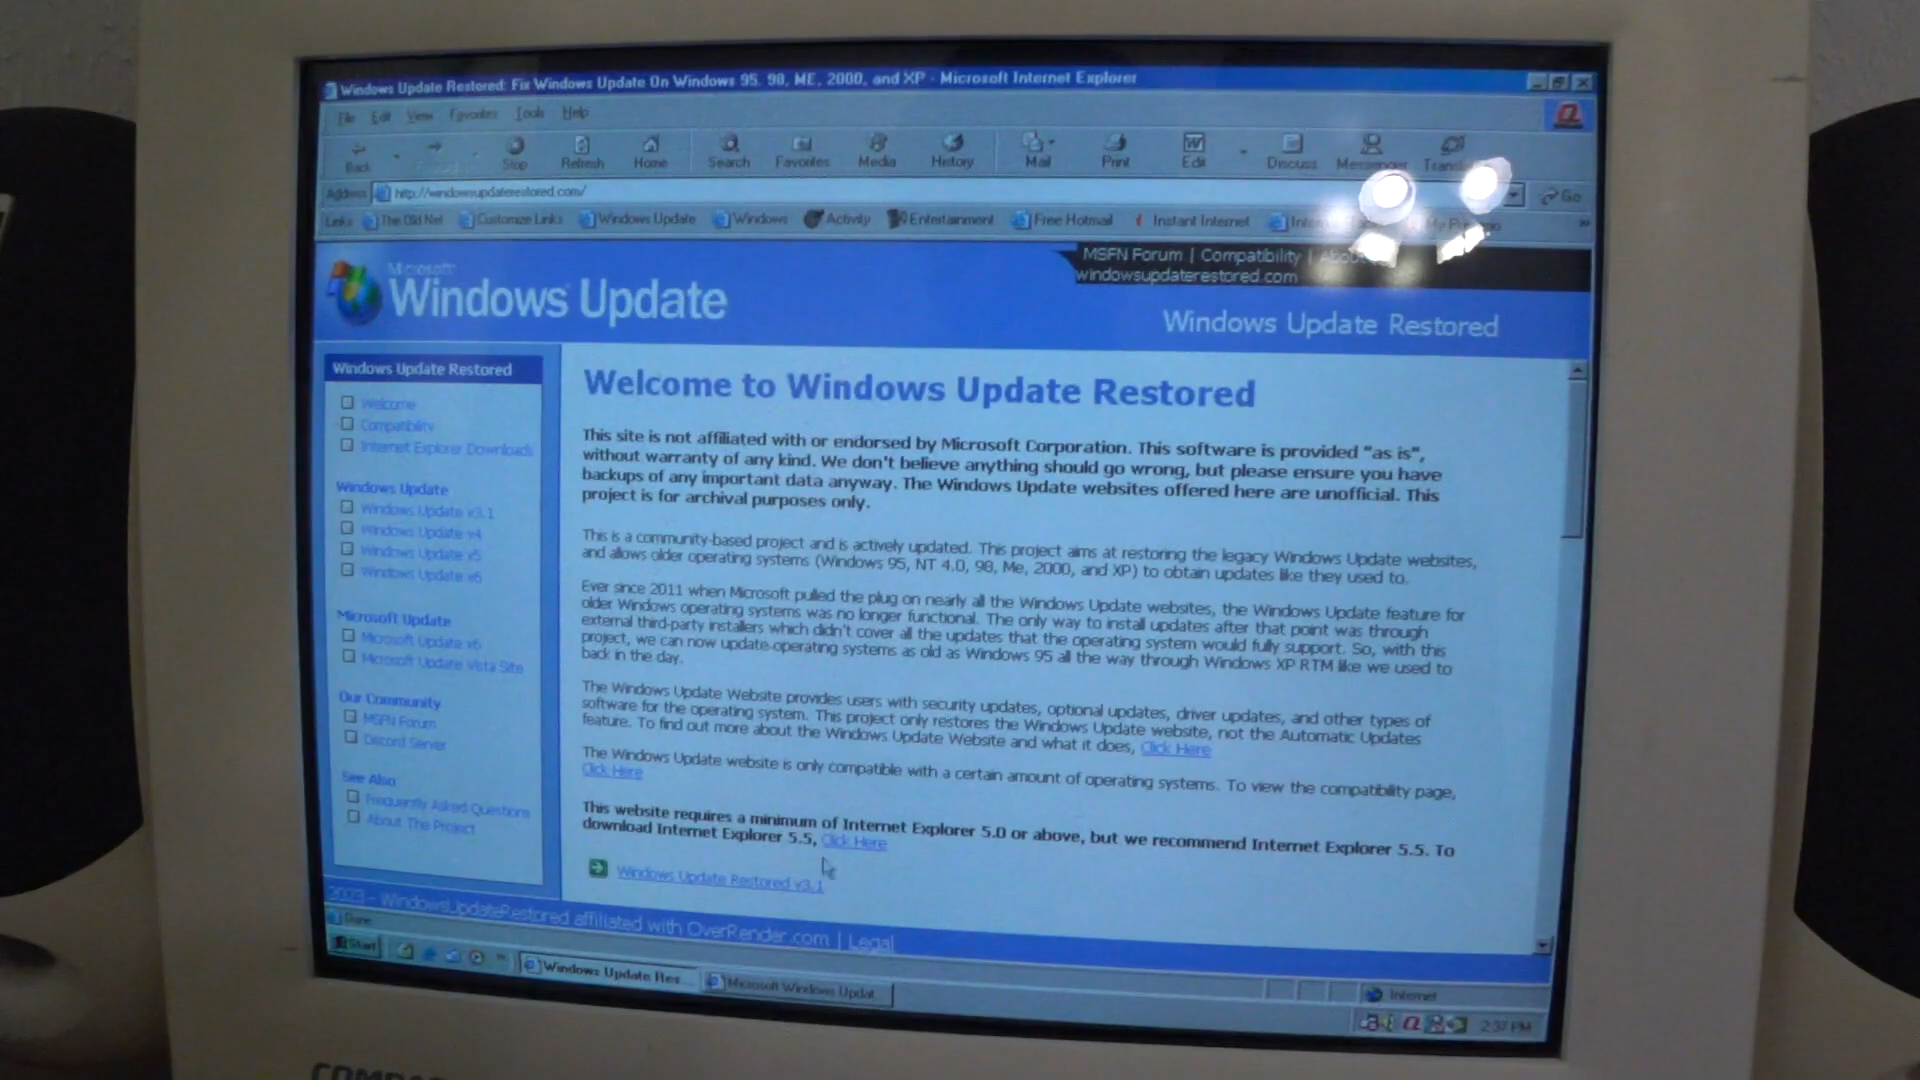 Windows Update Restored: Fix Windows Update On Windows 95, 98, ME, 2000, and XP - Microsoft Internet Explorer
File Edit View Favorites Tools Help
Back Stop Refresh Home Search Favorites Media History Mail Print Edit Discuss Messenger
Address http://windowsupdaterestored.com/ Go
Links The Old Net Customize Links Windows Update Windows Activity Entertainment Free Hotmail Instant Internet
MSFN Forum | Compatibility | About
windowsupdaterestored.com
Microsoft
Windows Update
Windows Update Restored
Windows Update Restored
Welcome
Compatibility
Internet Explorer Downloads
Windows Update
Windows Update v3.1
Windows Update v4
Windows Update v5
Windows Update v6
Microsoft Update
Microsoft Update v6
Microsoft Update Vista Site
Our Community
MSFN Forum
Discord Server
See Also
Frequently Asked Questions
About The Project
Welcome to Windows Update Restored
This site is not affiliated with or endorsed by Microsoft Corporation. This software is provided "as is",
without warranty of any kind. We don't believe anything should go wrong, but please ensure you have
backups of any important data anyway. The Windows Update websites offered here are unofficial. This
project is for archival purposes only.
This is a community-based project and is actively updated. This project aims at restoring the legacy Windows Update websites,
and allows older operating systems (Windows 95, NT 4.0, 98, Me, 2000, and XP) to obtain updates like they used to.
Ever since 2011 when Microsoft pulled the plug on nearly all the Windows Update websites, the Windows Update feature for
older Windows operating systems was no longer functional. The only way to install updates after that point was through
external third-party installers which didn't cover all the updates that the operating system would fully support. So, with this
project, we can now update operating systems as old as Windows 95 all the way through Windows XP RTM like we used to
back in the day.
The Windows Update Website provides users with security updates, optional updates, driver updates, and other types of
software for the operating system. This project only restores the Windows Update website, not the Automatic Updates
feature. To find out more about the Windows Update Website and what it does, Click Here
The Windows Update website is only compatible with a certain amount of operating systems. To view the compatibility page,
Click Here
This website requires a minimum of Internet Explorer 5.0 or above, but we recommend Internet Explorer 5.5. To
download Internet Explorer 5.5, Click Here
Windows Update Restored v3.1
2023 - WindowsUpdateRestored affiliated with OverRender.com | Legal
Done
Internet
Start
Windows Update Res...
Microsoft Windows Updat...
2:37 PM